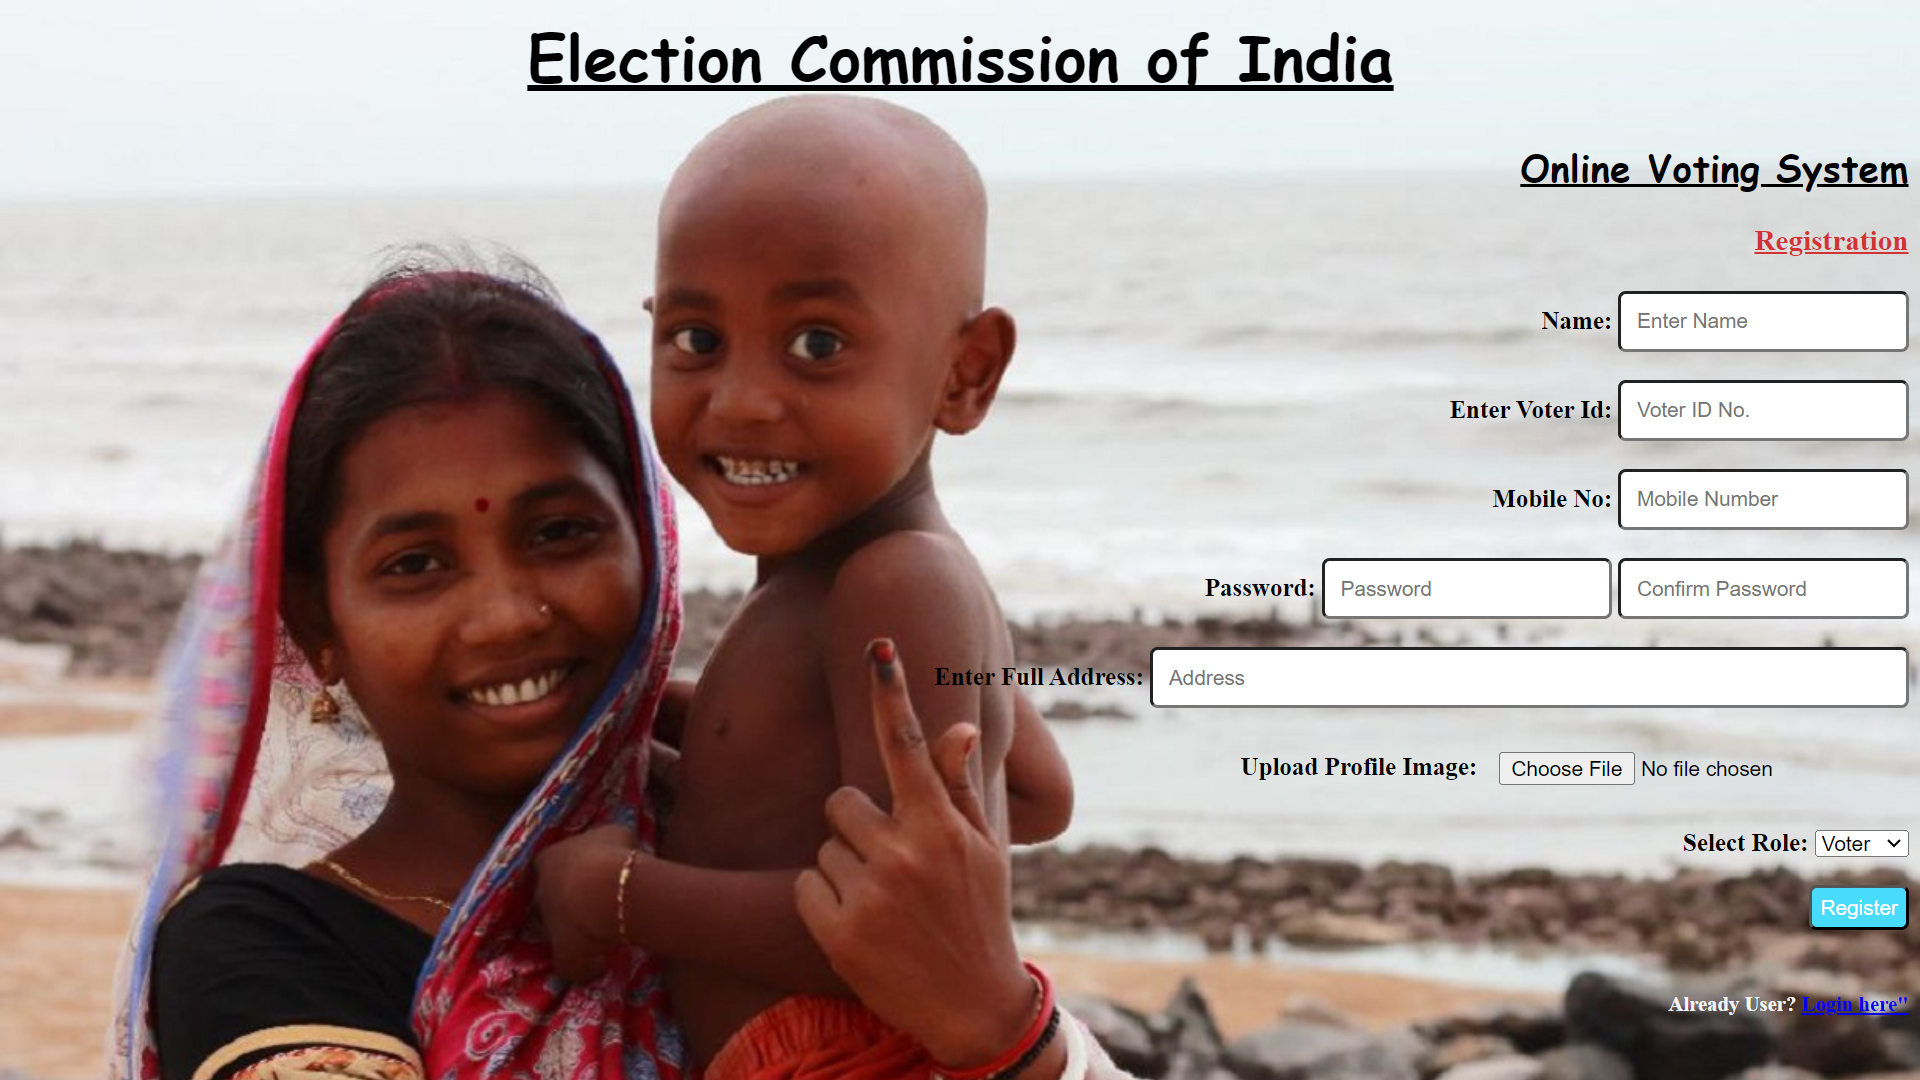 Election Commission of India
Online Voting System
Registration
Name: Enter Name
Enter Voter Id: Voter ID No.
Mobile No: Mobile Number
Password: Password Confirm Password
Enter Full Address: Address
Upload Profile Image: Choose File No file chosen
Select Role: Voter
Register
Already User? Login here"